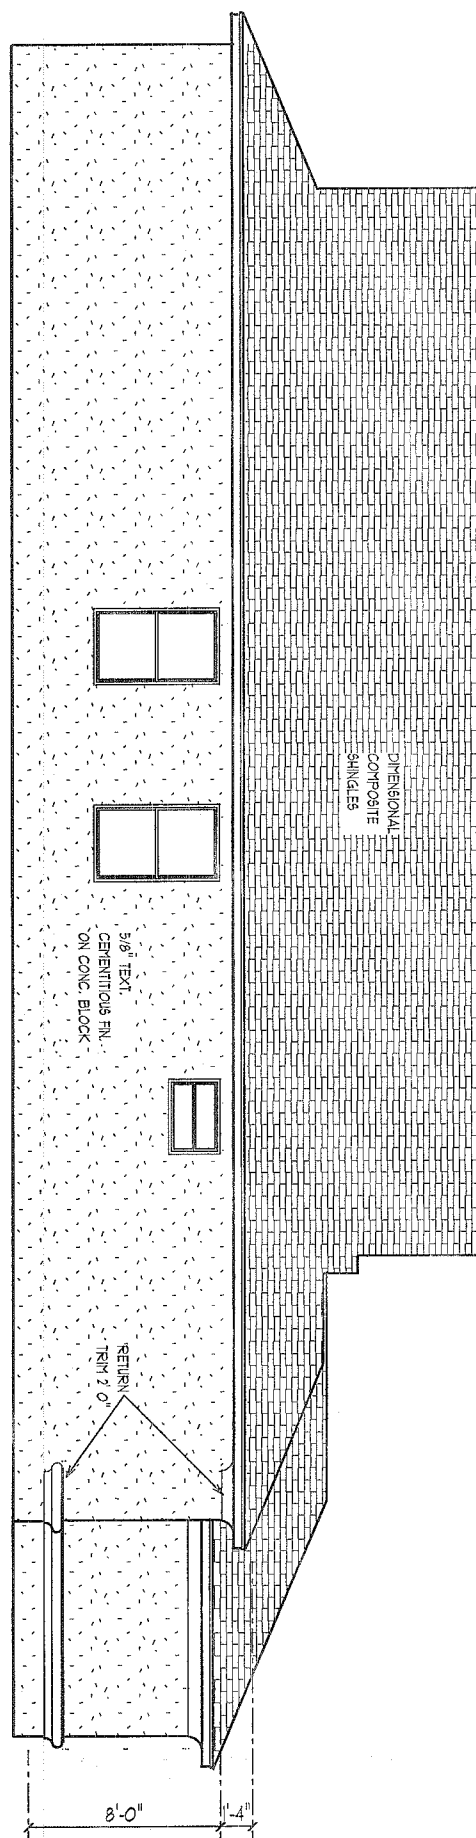 DIMENSIONAL
COMPOSITE
SHINGLES
5/8" TEXT.
CEMENTITIOUS FIN.
ON CONC. BLOCK
RETURN
TRIM 2' 0"
8'-0"
1'-4"